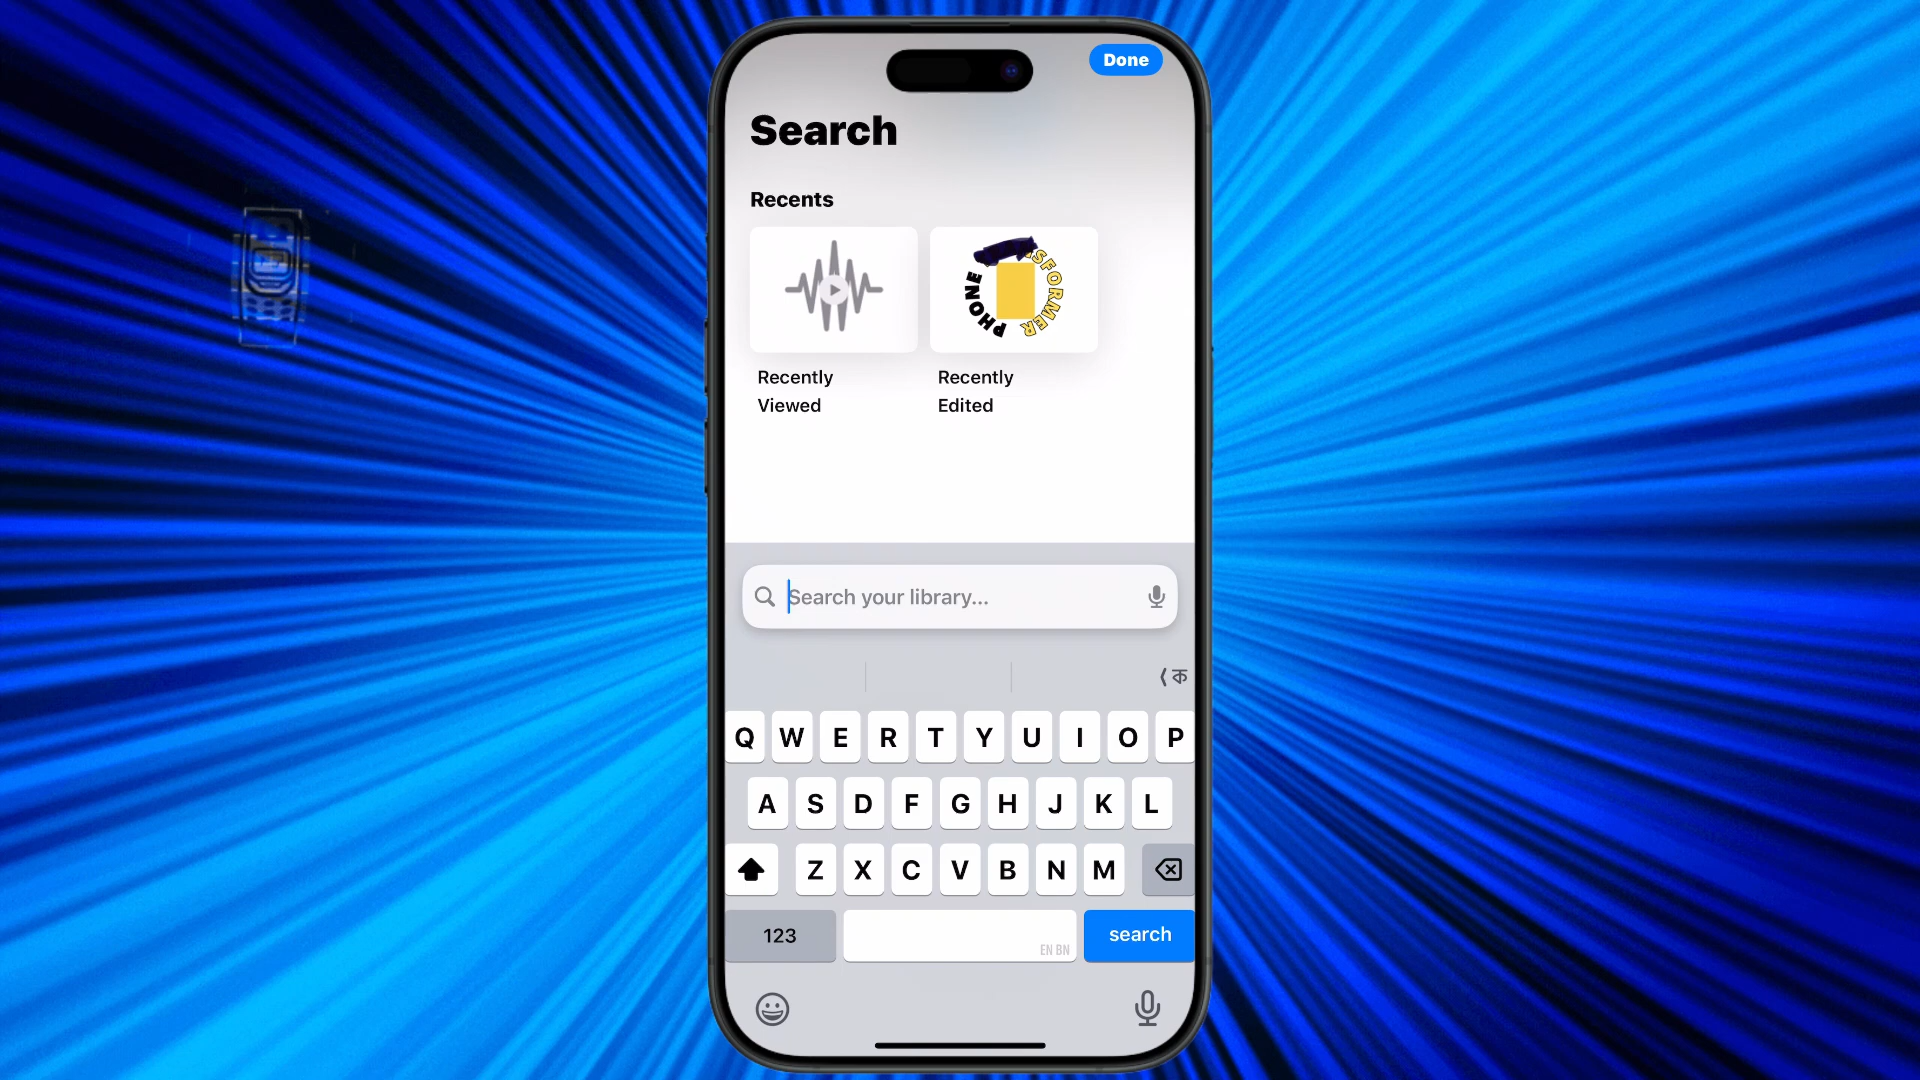 Done
Search
Recents
PHONE
SFORMER
Recently
Viewed
Recently
Edited
Search your library...
ক
Q W E R T Y U I O P
A S D F G H J K L
Z X C V B N M
123
EN BN
search